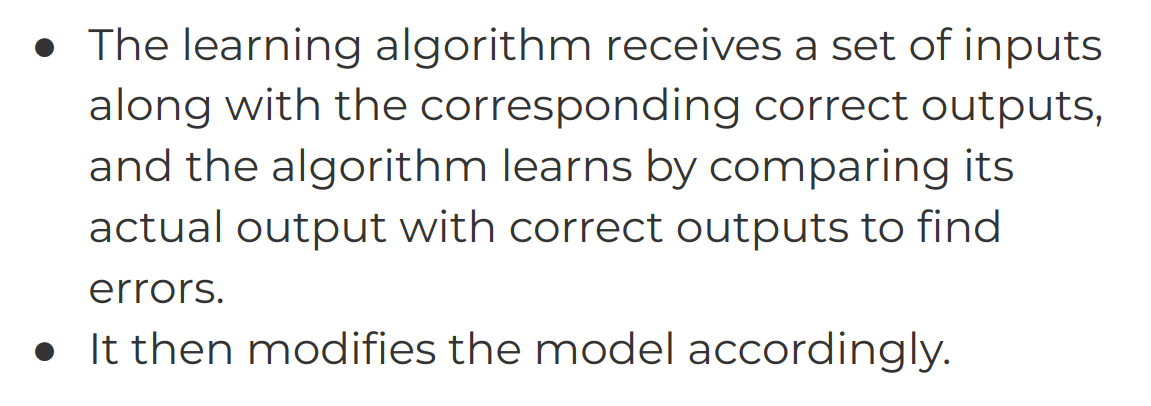 ● The learning algorithm receives a set of inputs
along with the corresponding correct outputs,
and the algorithm learns by comparing its
actual output with correct outputs to find
errors.
● It then modifies the model accordingly.